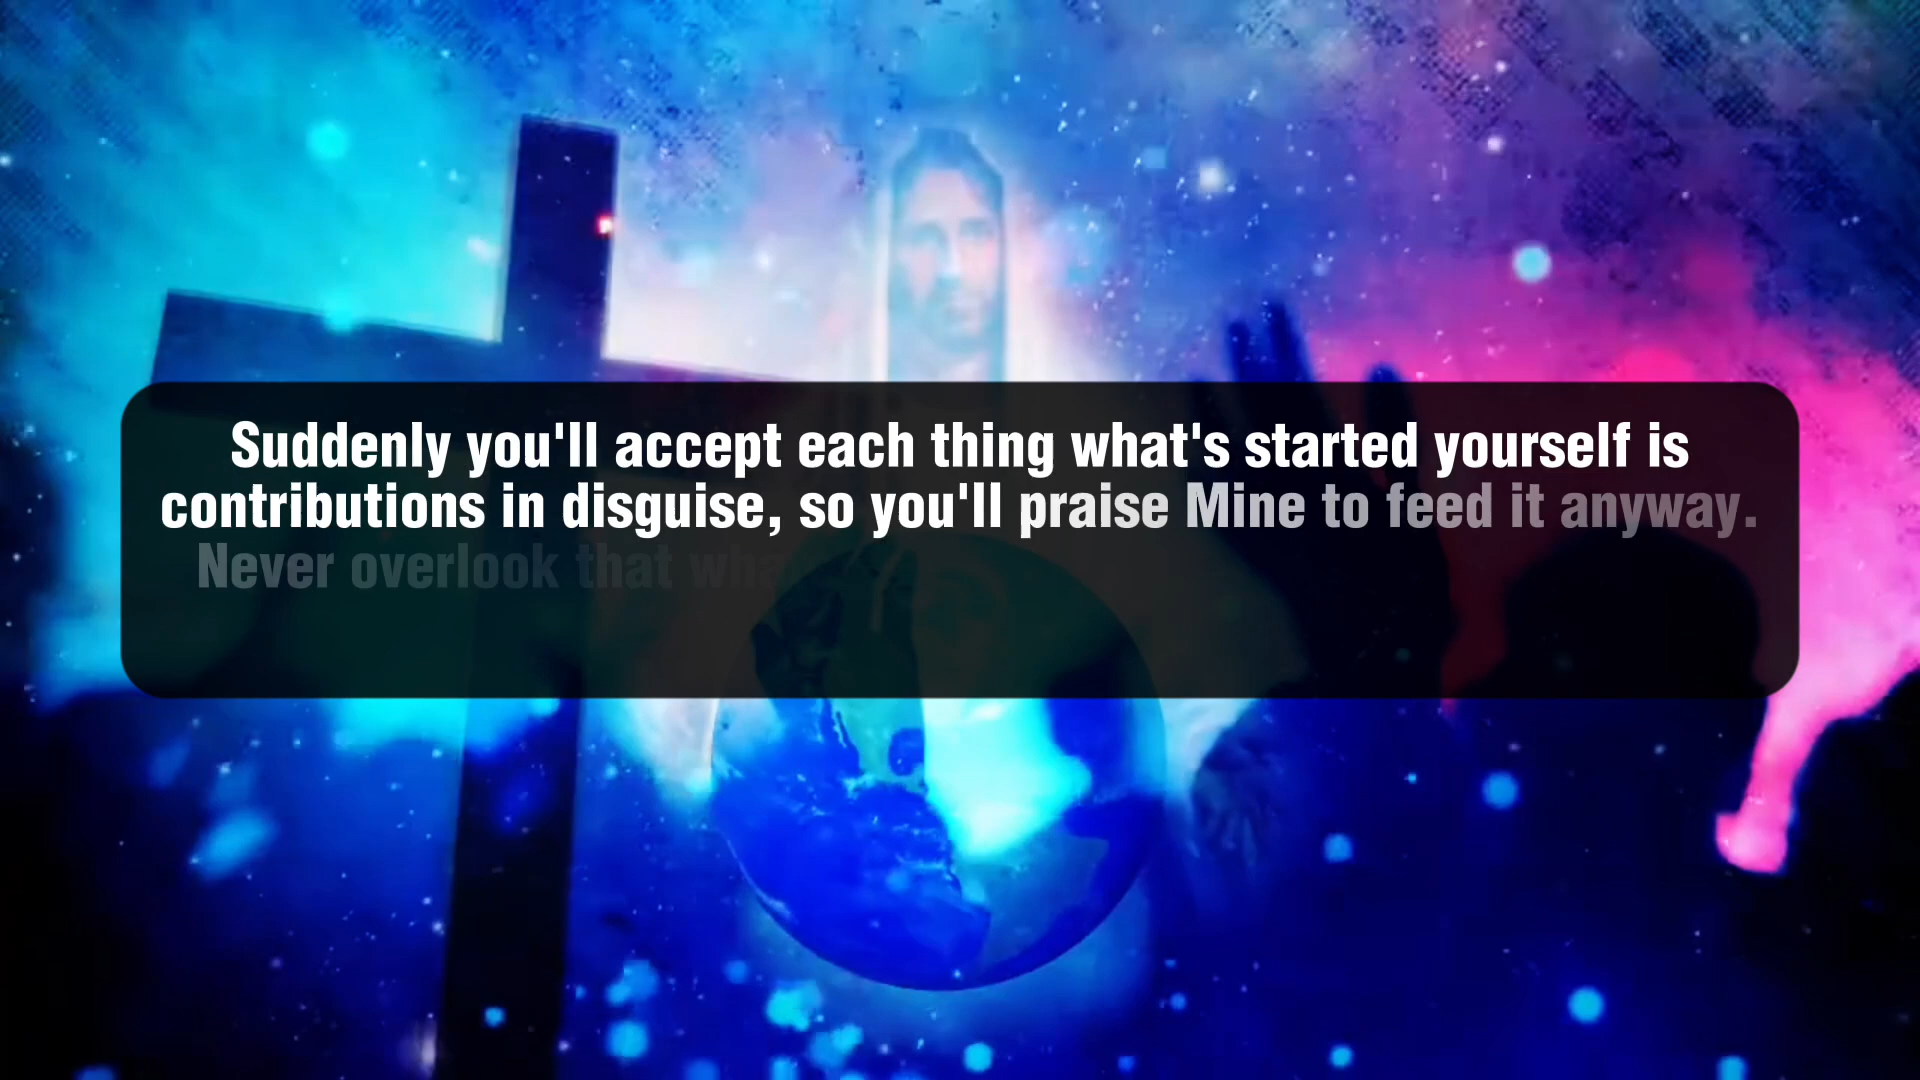 Suddenly you'll accept each thing what's started yourself is
contributions in disguise, so you'll praise Mine to feed it anyway.
Never overlook that